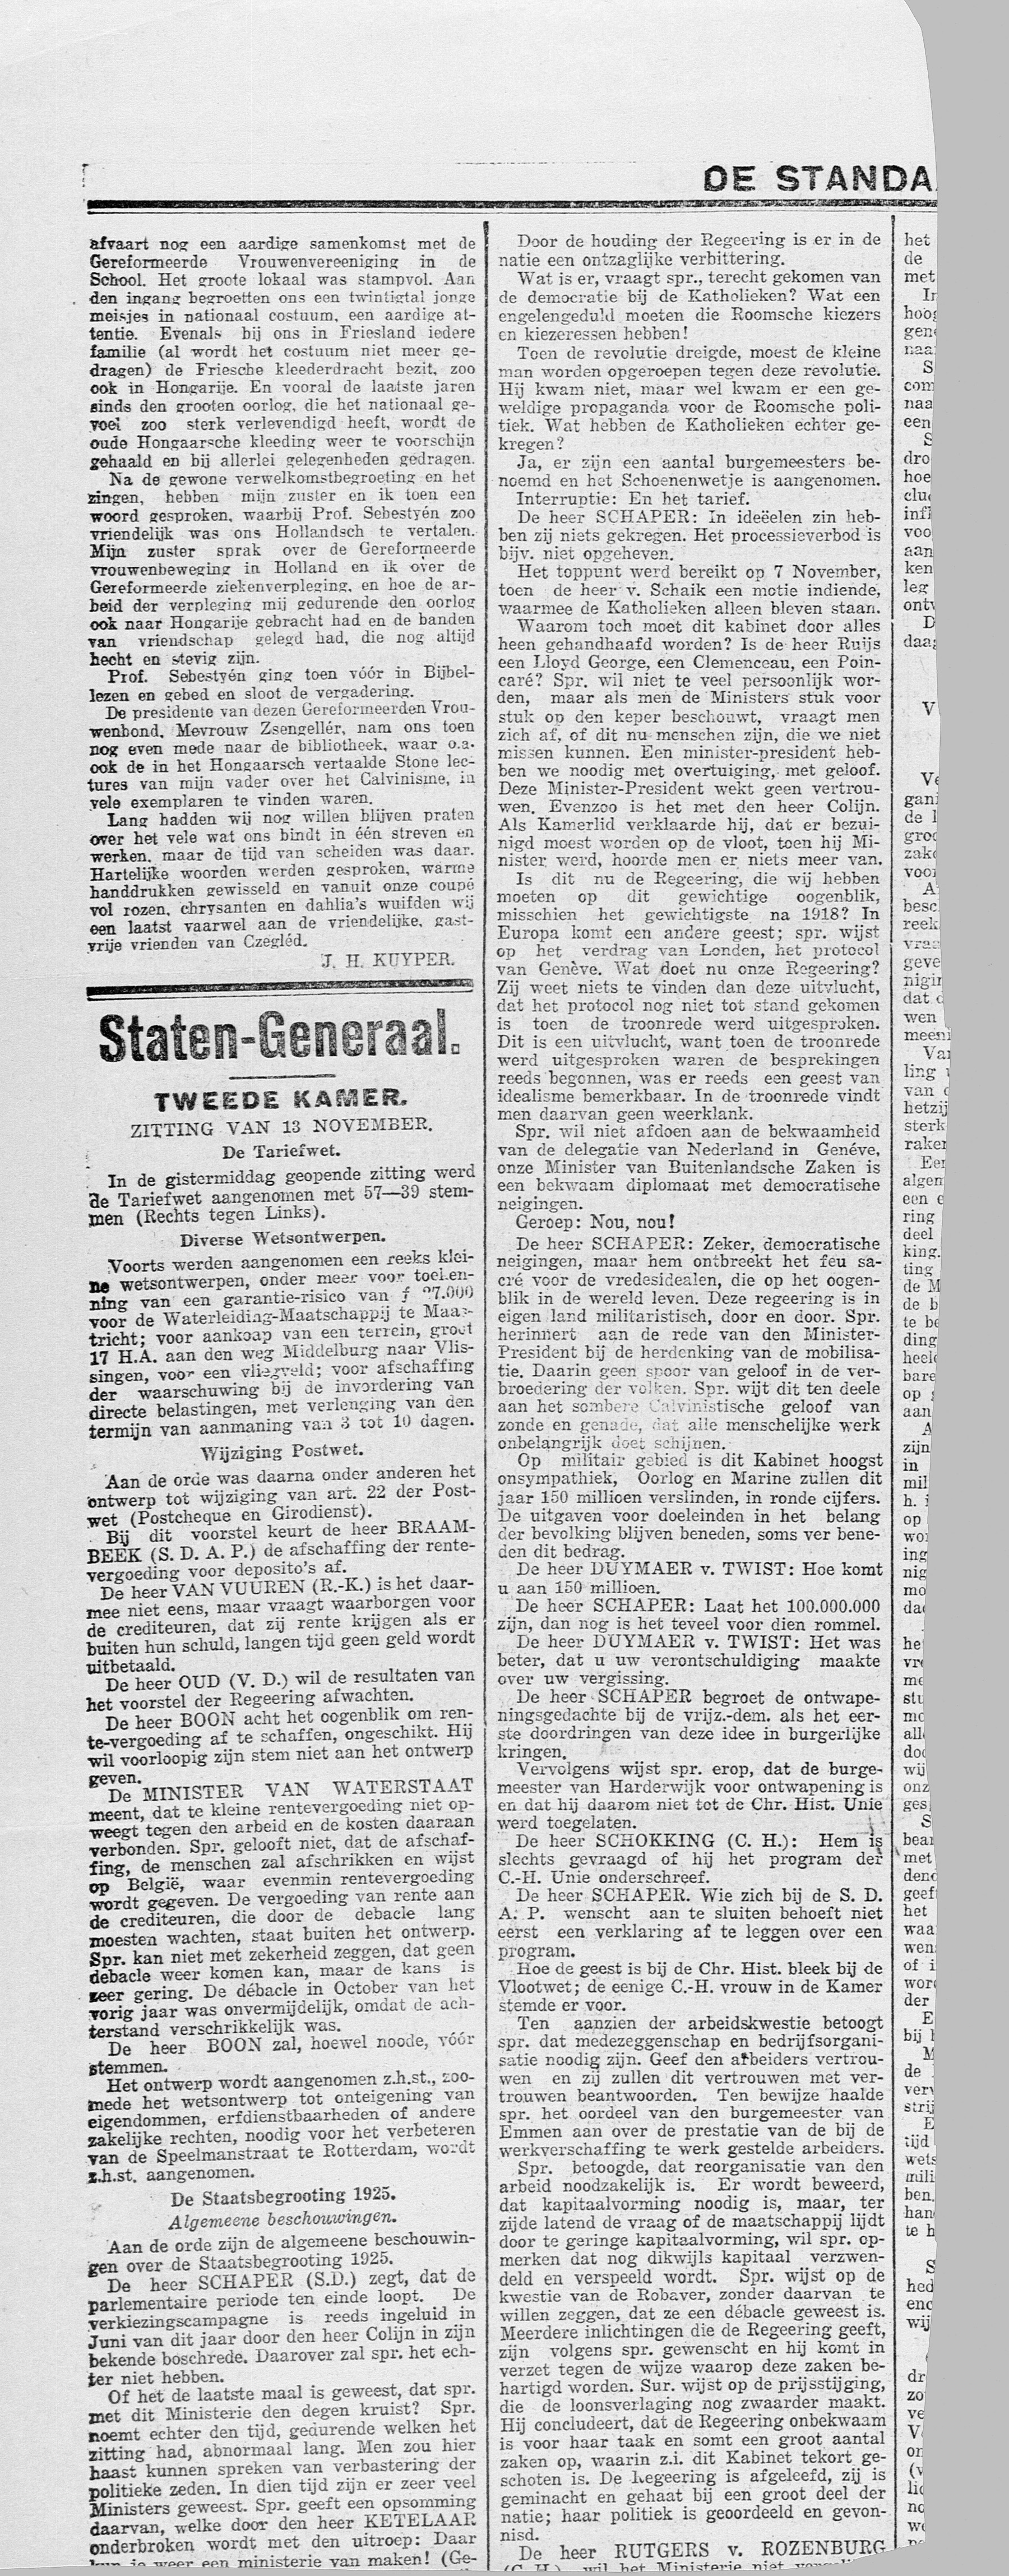 DE STANDA
afvaart nog een aardige samenkomst met de
Gereformeerde Vrouwenvereeniging in de
School. Het groote lokaal was stampvol. Aan
den ingang begroetten ons een twintigtal jonge
meisjes in nationaal costuum, een aardige at-
tentie. Evenals bij ons in Friesland iedere
familie (al wordt het costuum niet meer ge-
dragen) de Friesche kleederdracht bezit, zoo
ook in Hongarije. En vooral de laatste jaren
sinds den grooten oorlog, die het nationaal ge-
voel zoo sterk verlevendigd heeft, wordt de
oude Hongaarsche kleeding weer te voorschijn
gehaald en bij allerlei gelegenheden gedragen.
Na de gewone verwelkomstbegroeting en het
zingen, hebben mijn zuster en ik toen een
woord gesproken, waarbij Prof. Sebestyén zoo
vriendelijk was ons Hollandsch te vertalen.
Mijn zuster sprak over de Gereformeerde
vrouwenbeweging in Holland en ik over de
Gereformeerde ziekenverpleging, en hoe de ar-
beid der verpleging mij gedurende den oorlog
ook naar Hongarije gebracht had en de banden
van vriendschap gelegd had, die nog altijd
hecht en stevig zijn.
Prof. Sebestyén ging toen vóór in Bijbel-
lezen en gebed en sloot de vergadering.
De presidente van dezen Gereformeerden Vrou-
wenbond, Mevrouw Zsengellér, nam ons toen
nog even mede naar de bibliotheek, waar o.a.
ook de in het Hongaarsch vertaalde Stone lec-
tures van mijn vader over het Calvinisme, in
vele exemplaren te vinden waren.
Lang hadden wij nog willen blijven praten
over het vele wat ons bindt in één streven en
werken, maar de tijd van scheiden was daar.
Hartelijke woorden werden gesproken, warme
handdrukken gewisseld en vanuit onze coupé
vol rozen, chrysanten en dahlia's wuifden wij
een laatst vaarwel aan de vriendelijke, gast-
vrije vrienden van Czegléd.
J. H. KUYPER.
Staten-Generaal.
TWEEDE KAMER.
ZITTING VAN 13 NOVEMBER.
De Tariefwet.
In de gistermiddag geopende zitting werd
de Tariefwet aangenomen met 57—39 stem-
men (Rechts tegen Links).
Diverse Wetsontwerpen.
Voorts werden aangenomen een reeks klei-
ne wetsontwerpen, onder meer voor toeken-
ning van een garantie-risico van f 7.000
voor de Waterleiding-Maatschappij te Maas-
tricht; voor aankoop van een terrein, groot
17 H.A. aan den weg Middelburg naar Vlis-
singen, voor een vliegveld; voor afschaffing
der waarschuwing bij de invordering van
directe belastingen, met verlenging van den
termijn van aanmaning van 3 tot 10 dagen.
Wijziging Postwet.
Aan de orde was daarna onder anderen het
ontwerp tot wijziging van art. 22 der Post-
wet (Postcheque en Girodienst).
Bij dit voorstel keurt de heer BRAAM-
BEEK (S. D. A. P.) de afschaffing der rente-
vergoeding voor deposito's af.
De heer VAN VUUREN (R.-K.) is het daar-
mee niet eens, maar vraagt waarborgen voor
de crediteuren, dat zij rente krijgen als er
buiten hun schuld, langen tijd geen geld wordt
uitbetaald.
De heer OUD (V. D.) wil de resultaten van
het voorstel der Regeering afwachten.
De heer BOON acht het oogenblik om ren-
te-vergoeding af te schaffen, ongeschikt. Hij
wil voorloopig zijn stem niet aan het ontwerp
geven.
De MINISTER VAN WATERSTAAT
meent, dat te kleine rentevergoeding niet op-
weegt tegen den arbeid en de kosten daaraan
verbonden. Spr. gelooft niet, dat de afschaf-
fing, de menschen zal afschrikken en wijst
op België, waar evenmin rentevergoeding
wordt gegeven. De vergoeding van rente aan
de crediteuren, die door de debacle lang
moesten wachten, staat buiten het ontwerp.
Spr. kan niet met zekerheid zeggen, dat geen
debacle weer komen kan, maar de kans is
zeer gering. De débacle in October van het
vorig jaar was onvermijdelijk, omdat de ach-
terstand verschrikkelijk was.
De heer BOON zal, hoewel noode, vóór
stemmen.
Het ontwerp wordt aangenomen z.h.st., zoo-
mede het wetsontwerp tot onteigening van
eigendommen, erfdienstbaarheden of andere
zakelijke rechten, noodig voor het verbeteren
van de Speelmanstraat te Rotterdam, wordt
z.h.st. aangenomen.
De Staatsbegrooting 1925.
Algemeene beschouwingen.
Aan de orde zijn de algemeene beschouwin-
gen over de Staatsbegrooting 1925.
De heer SCHAPER (S.D.) zegt, dat de
parlementaire periode ten einde loopt. De
verkiezingscampagne is reeds ingeluid in
Juni van dit jaar door den heer Colijn in zijn
bekende boschrede. Daarover zal spr. het ech-
ter niet hebben.
Of het de laatste maal is geweest, dat spr.
met dit Ministerie den degen kruist? Spr.
noemt echter den tijd, gedurende welken het
zitting had, abnormaal lang. Men zou hier
haast kunnen spreken van verbastering der
politieke zeden. In dien tijd zijn er zeer veel
Ministers geweest. Spr. geeft een opsomming
daarvan, welke door den heer KETELAAR
onderbroken wordt met den uitroep: Daar
kun je weer een ministerie van maken! (Ge-
Door de houding der Regeering is er in de
natie een ontzaglijke verbittering.
Wat is er, vraagt spr., terecht gekomen van
de democratie bij de Katholieken? Wat een
engelengeduld moeten die Roomsche kiezers
en kiezeressen hebben!
Toen de revolutie dreigde, moest de kleine
man worden opgeroepen tegen deze revolutie.
Hij kwam niet, maar wel kwam er een ge-
weldige propaganda voor de Roomsche poli-
tiek. Wat hebben de Katholieken echter ge-
kregen?
Ja, er zijn een aantal burgemeesters be-
noemd en het Schoenenwetje is aangenomen.
Interruptie: En het tarief.
De heer SCHAPER: In ideëelen zin heb-
ben zij niets gekregen. Het processieverbod is
bijv. niet opgeheven.
Het toppunt werd bereikt op 7 November,
toen de heer v. Schaik een motie indiende,
waarmee de Katholieken alleen bleven staan.
Waarom toch moet dit kabinet door alles
heen gehandhaafd worden? Is de heer Ruijs
een Lloyd George, een Clemenceau, een Poin-
caré? Spr. wil niet te veel persoonlijk wor-
den, maar als men de Ministers stuk voor
stuk op den keper beschouwt, vraagt men
zich af, of dit nu menschen zijn, die we niet
missen kunnen. Een minister-president heb-
ben we noodig met overtuiging, met geloof.
Deze Minister-President wekt geen vertrou-
wen. Evenzoo is het met den heer Colijn.
Als Kamerlid verklaarde hij, dat er bezui-
nigd moest worden op de vloot, toen hij Mi-
nister werd, hoorde men er niets meer van.
Is dit nu de Regeering, die wij hebben
moeten op dit gewichtige oogenblik,
misschien het gewichtigste na 1918? In
Europa komt een andere geest; spr. wijst
op het verdrag van Londen, het protocol
van Genève. Wat doet nu onze Regeering?
Zij weet niets te vinden dan deze uitvlucht,
dat het protocol nog niet tot stand gekomen
is toen de troonrede werd uitgesproken.
Dit is een uitvlucht, want toen de troonrede
werd uitgesproken waren de besprekingen
reeds begonnen, was er reeds een geest van
idealisme bemerkbaar. In de troonrede vindt
men daarvan geen weerklank.
Spr. wil niet afdoen aan de bekwaamheid
van de delegatie van Nederland in Genéve,
onze Minister van Buitenlandsche Zaken is
een bekwaam diplomaat met democratische
neigingen.
Geroep: Nou, nou!
De heer SCHAPER: Zeker, democratische
neigingen, maar hem ontbreekt het feu sa-
cré voor de vredesidealen, die op het oogen-
blik in de wereld leven. Deze regeering is in
eigen land militaristisch, door en door. Spr.
herinnert aan de rede van den Minister-
President bij de herdenking van de mobilisa-
tie. Daarin geen spoor van geloof in de ver-
broedering der volken. Spr. wijt dit ten deele
aan het sombere Calvinistische geloof van
zonde en genade, dat alle menschelijke werk
onbelangrijk doet schijnen.
Op militair gebied is dit Kabinet hoogst
onsympathiek, Oorlog en Marine zullen dit
jaar 150 millioen verslinden, in ronde cijfers.
De uitgaven voor doeleinden in het belang
der bevolking blijven beneden, soms ver bene-
den dit bedrag.
De heer DUYMAER v. TWIST: Hoe komt
u aan 150 millioen.
De heer SCHAPER: Laat het 100.000.000
zijn, dan nog is het teveel voor dien rommel.
De heer DUYMAER v. TWIST: Het was
beter, dat u uw verontschuldiging maakte
over uw vergissing.
De heer SCHAPER begroet de ontwape-
ningsgedachte bij de vrijz.-dem. als het eer-
ste doordringen van deze idee in burgerlijke
kringen.
Vervolgens wijst spr. erop, dat de burge-
meester van Harderwijk voor ontwapening is
en dat hij daarom niet tot de Chr. Hist. Unie
werd toegelaten.
De heer SCHOKKING (C. H.): Hem is
slechts gevraagd of hij het program der
C.-H. Unie onderschreef.
De heer SCHAPER. Wie zich bij de S. D.
A. P. wenscht aan te sluiten behoeft niet
eerst een verklaring af te leggen over een
program.
Hoe de geest is bij de Chr. Hist. bleek bij de
Vlootwet; de eenige C.-H. vrouw in de Kamer
stemde er voor.
Ten aanzien der arbeidskwestie betoogt
spr. dat medezeggenschap en bedrijfsorgani-
satie noodig zijn. Geef den arbeiders vertrou-
wen en zij zullen dit vertrouwen met ver-
trouwen beantwoorden. Ten bewijze haalde
spr. het oordeel van den burgemeester van
Emmen aan over de prestatie van de bij de
werkverschaffing te werk gestelde arbeiders.
Spr. betoogde, dat reorganisatie van den
arbeid noodzakelijk is. Er wordt beweerd,
dat kapitaalvorming noodig is, maar, ter
zijde latend de vraag of de maatschappij lijdt
door te geringe kapitaalvorming, wil spr. op-
merken dat nog dikwijls kapitaal verzwen-
deld en verspeeld wordt. Spr. wijst op de
kwestie van de Robaver, zonder daarvan te
willen zeggen, dat ze een débacle geweest is.
Meerdere inlichtingen die de Regeering geeft,
zijn volgens spr. gewenscht en hij komt in
verzet tegen de wijze waarop deze zaken be-
hartigd worden. Sur. wijst op de prijsstijging,
die de loonsverlaging nog zwaarder maakt.
Hij concludeert, dat de Regeering onbekwaam
is voor haar taak en somt een groot aantal
zaken op, waarin z.i. dit Kabinet tekort ge-
schoten is. De Regeering is afgeleefd, zij is
geminacht en gehaat bij een groot deel der
natie; haar politiek is geoordeeld en gevon-
nisd.
De heer RUTGERS v. ROZENBURG
(C. H.) wil het Ministerie niet